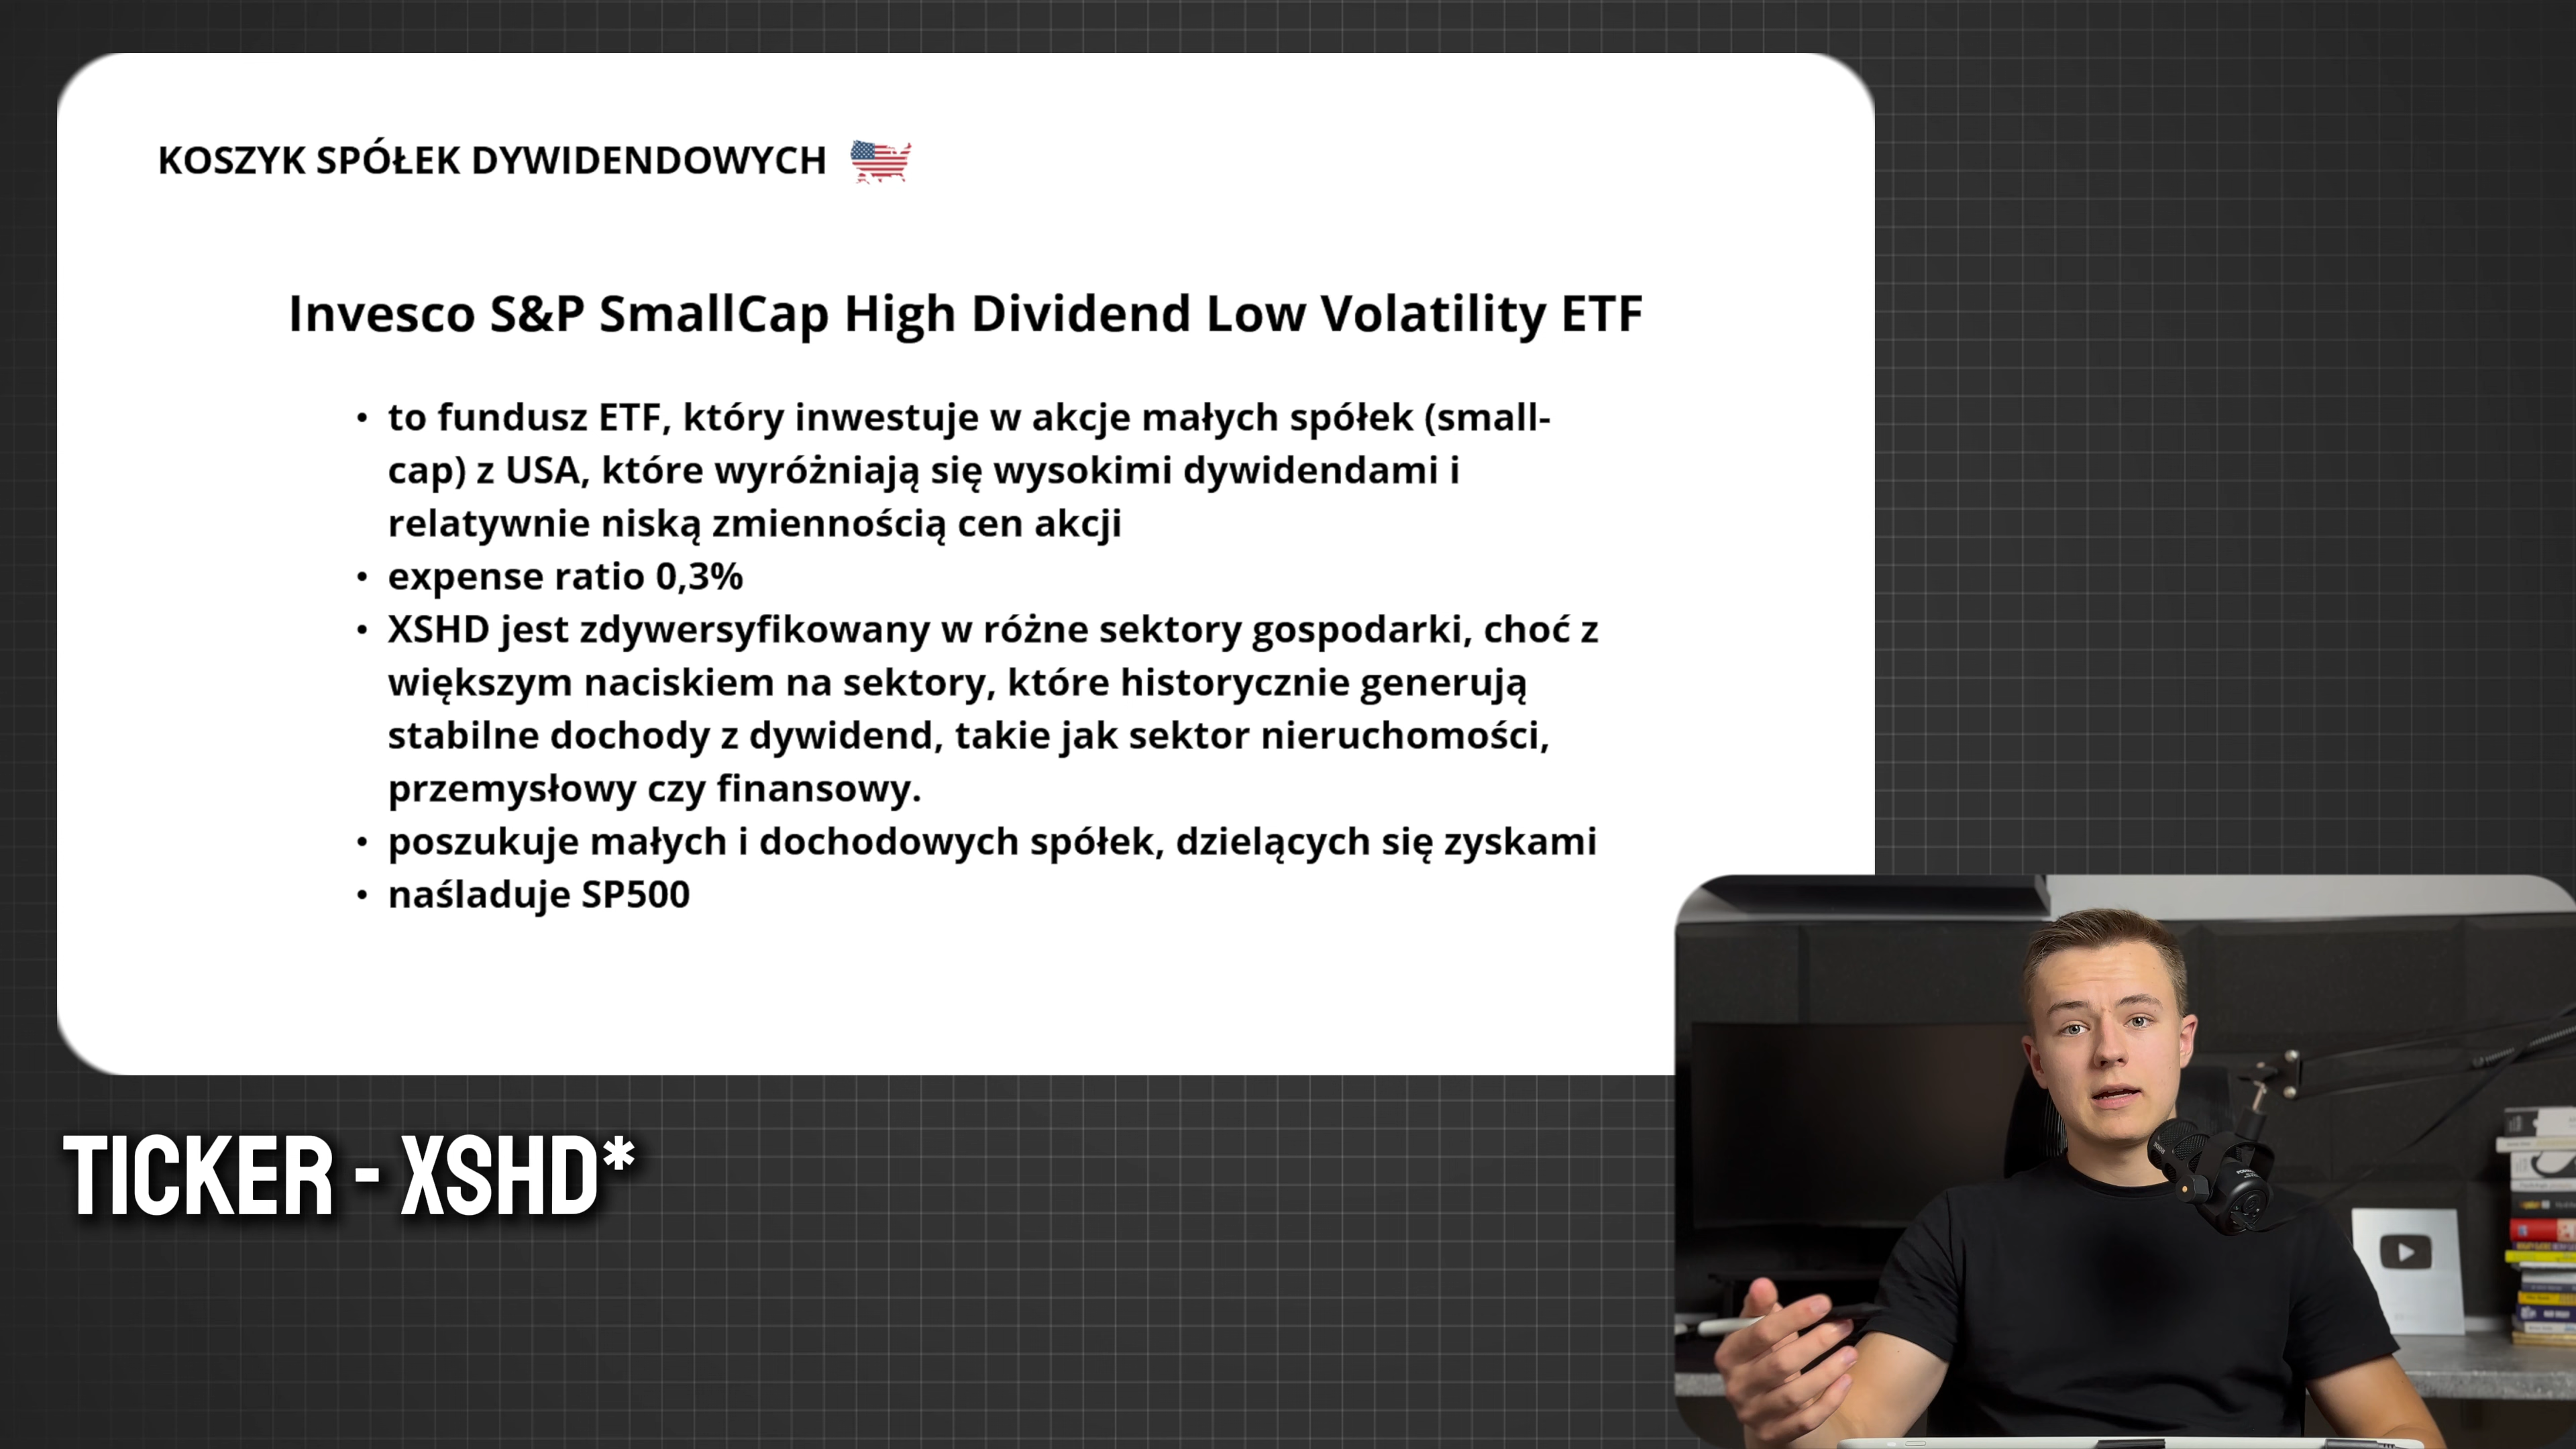 KOSZYK SPÓŁEK DYWIDENDOWYCH
Invesco S&P SmallCap High Dividend Low Volatility ETF
• to fundusz ETF, który inwestuje w akcje małych spółek (small-
cap) z USA, które wyróżniają się wysokimi dywidendami i
relatywnie niską zmiennością cen akcji
• expense ratio 0,3%
• XSHD jest zdywersyfikowany w różne sektory gospodarki, choć z
większym naciskiem na sektory, które historycznie generują
stabilne dochody z dywidend, takie jak sektor nieruchomości,
przemysłowy czy finansowy.
• poszukuje małych i dochodowych spółek, dzielących się zyskami
• naśladuje SP500
TICKER - XSHD*